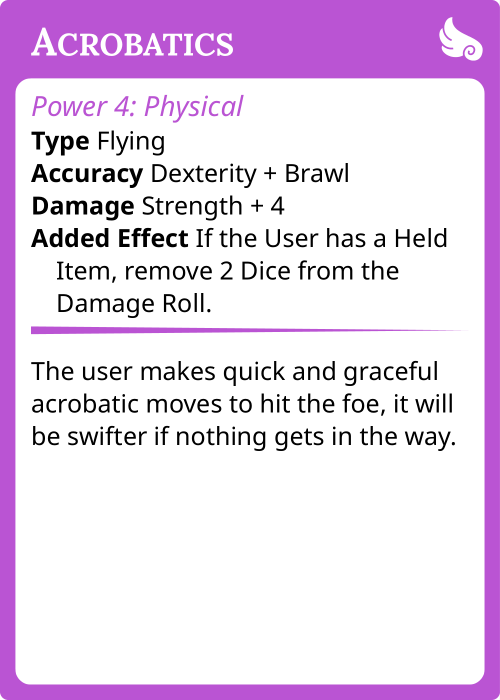 ACROBATICS
Power 4: Physical
Type Flying
Accuracy Dexterity + Brawl
Damage Strength + 4
Added Effect If the User has a Held
Item, remove 2 Dice from the
Damage Roll.
The user makes quick and graceful
acrobatic moves to hit the foe, it will
be swifter if nothing gets in the way.